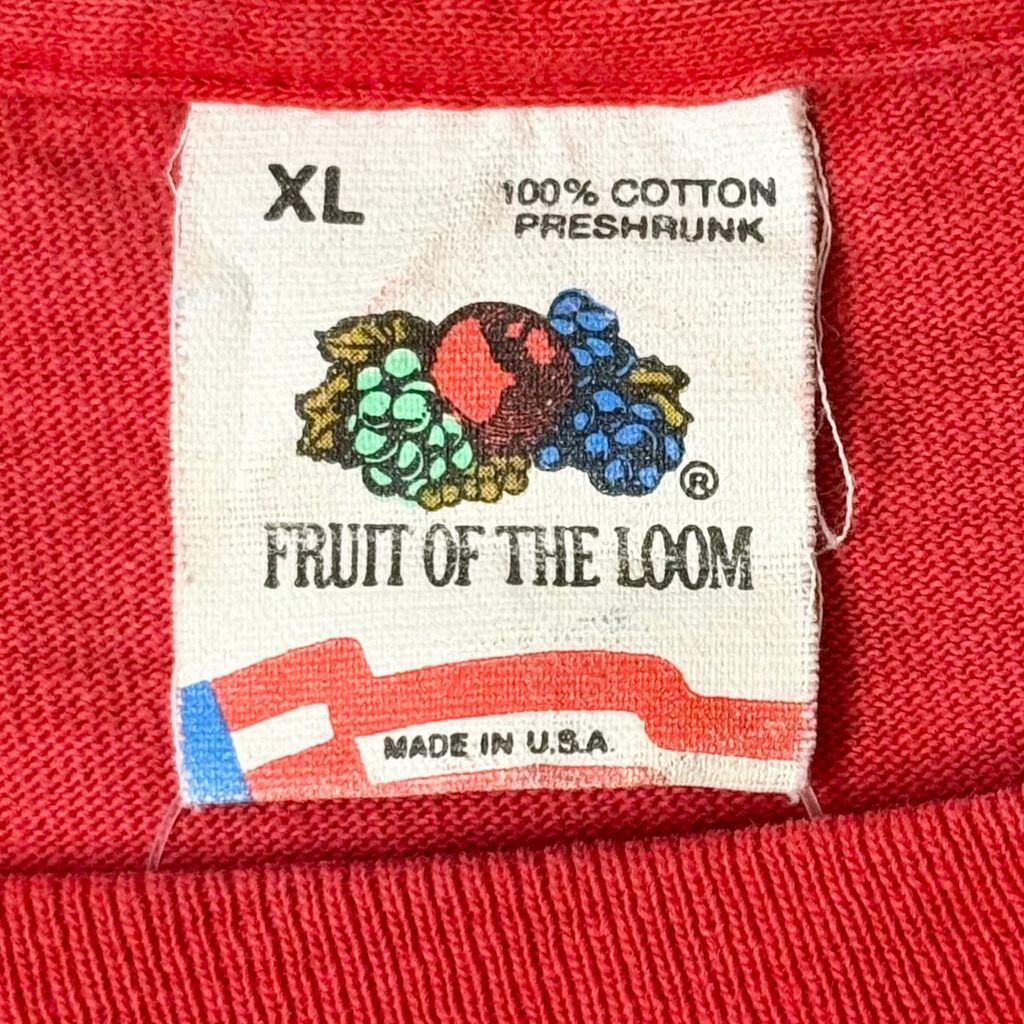 XL
100% COTTON
PRESHRUNK
®
FRUIT OF THE LOOM
MADE IN U.S.A.